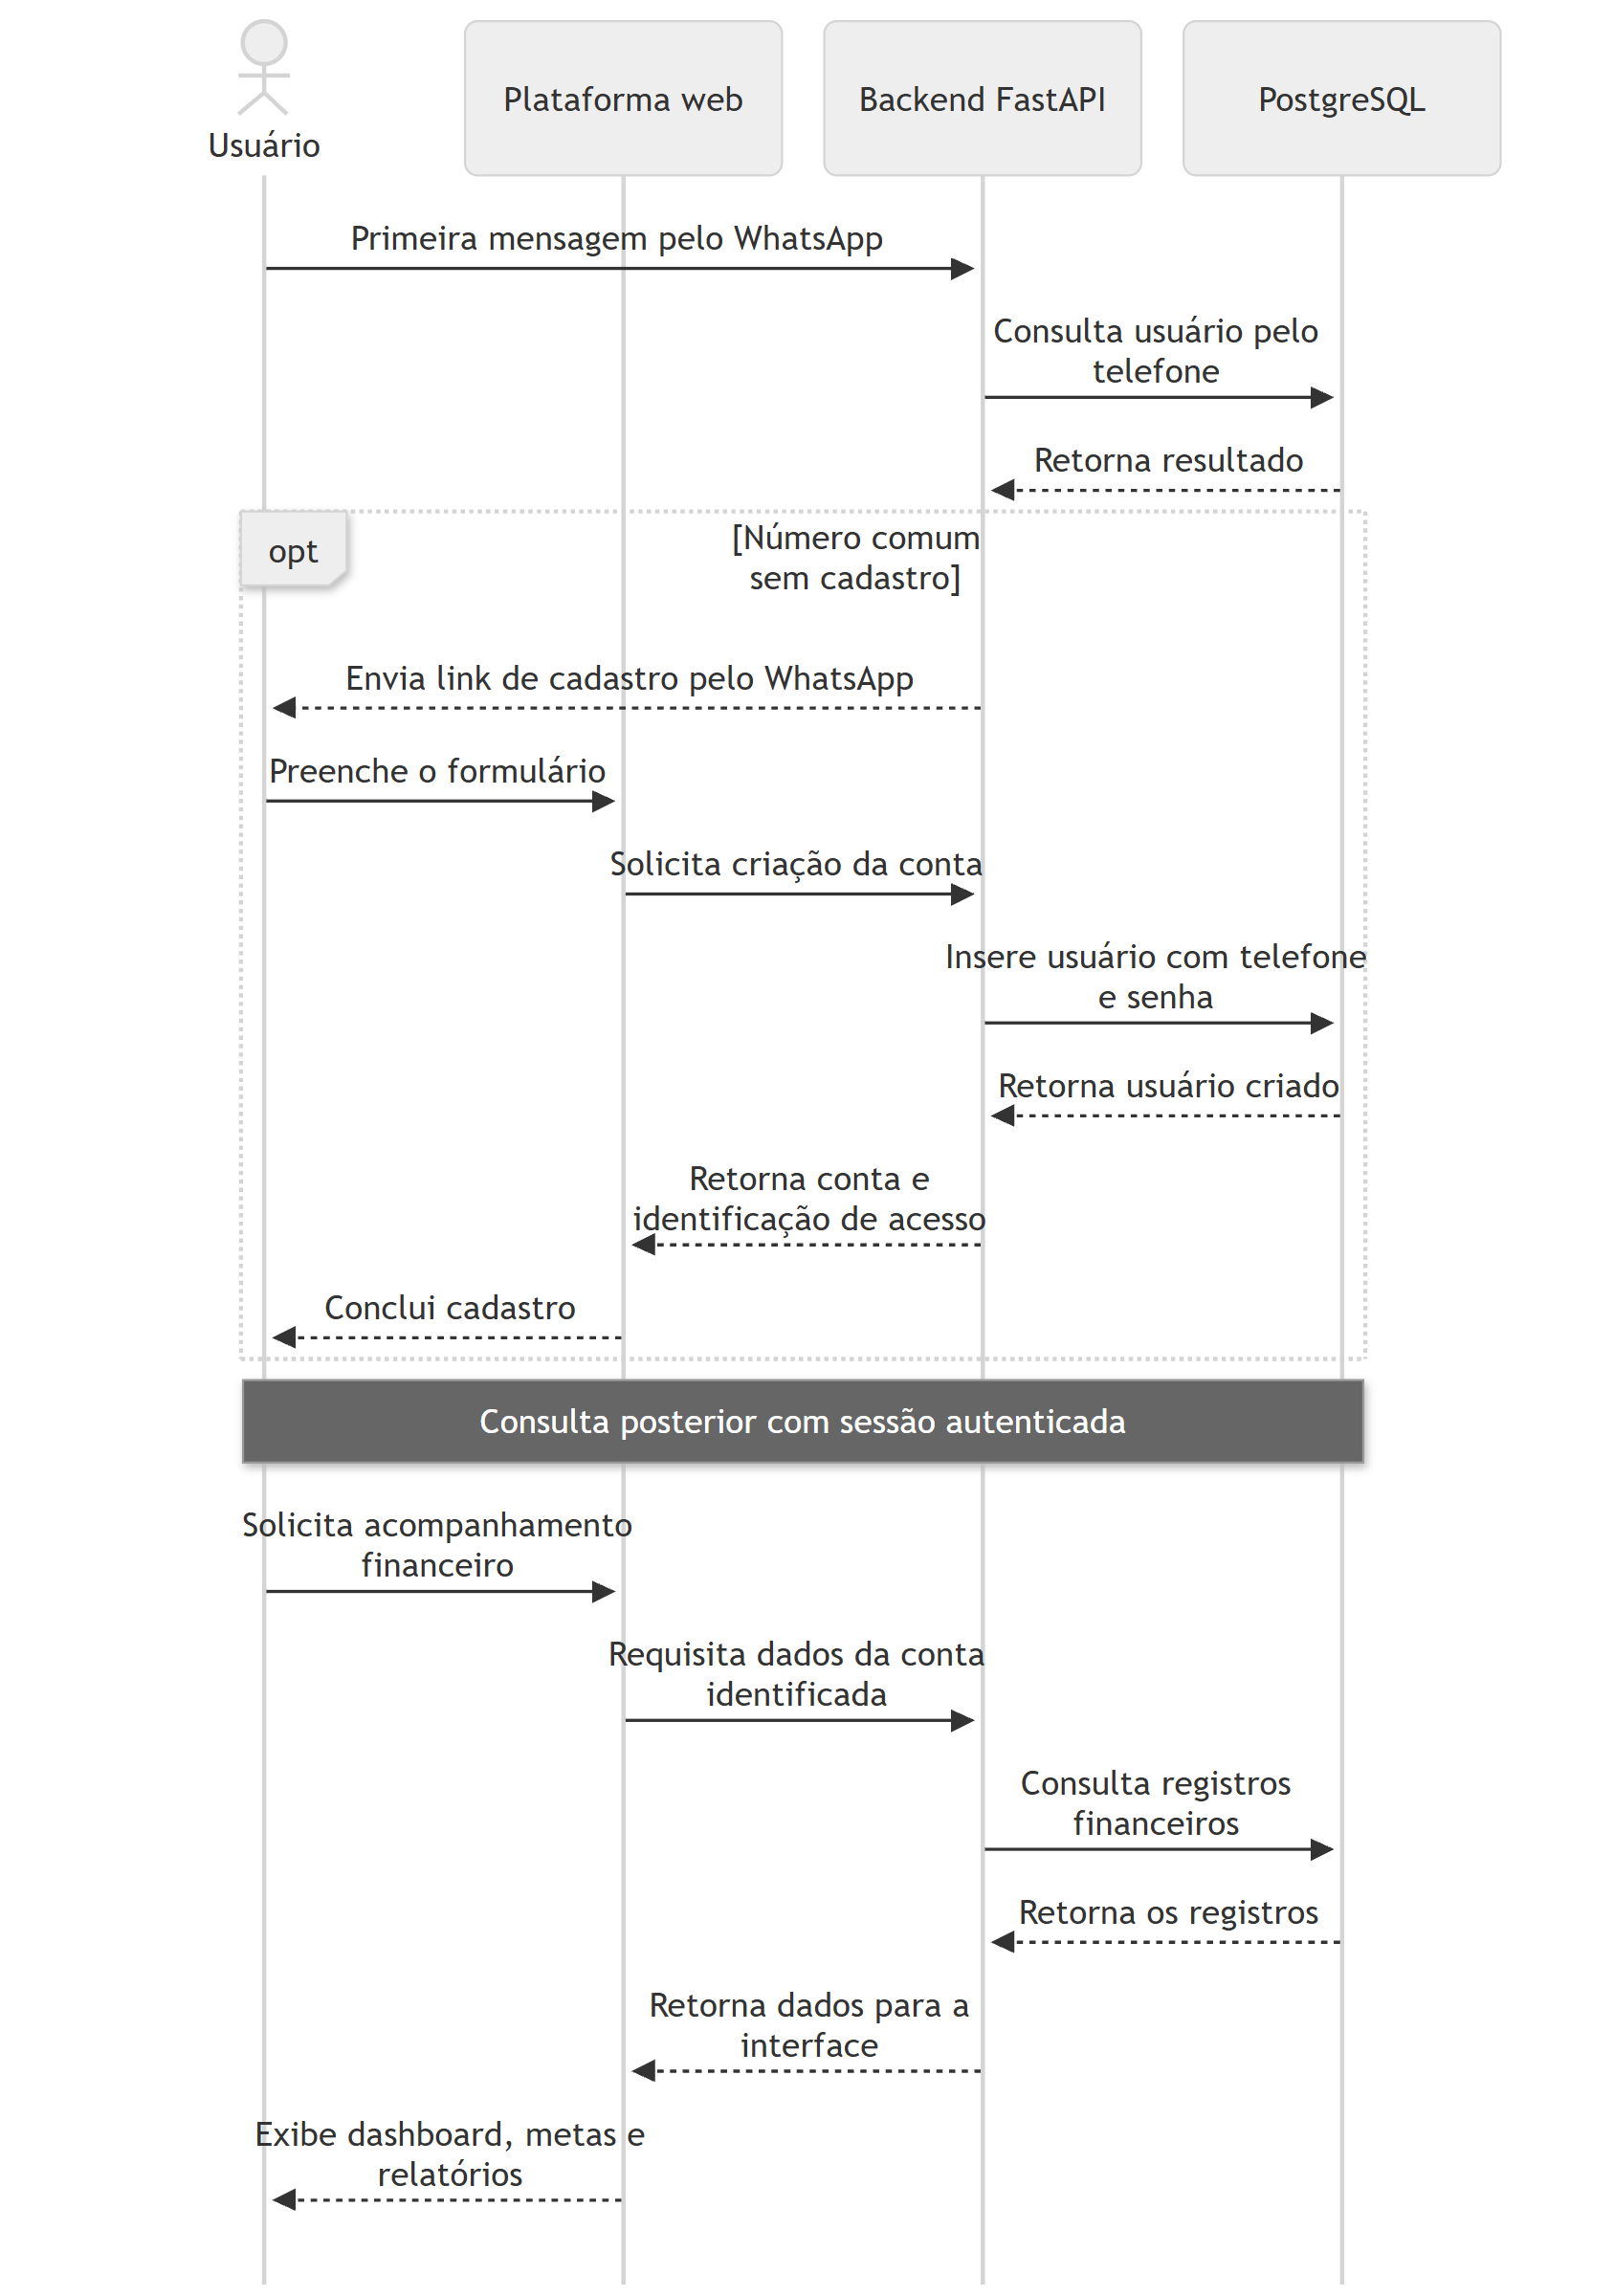 Usuário
Plataforma web
Backend FastAPI
PostgreSQL
Primeira mensagem pelo WhatsApp
Consulta usuário pelo
telefone
Retorna resultado
opt
[Número comum
sem cadastro]
Envia link de cadastro pelo WhatsApp
Preenche o formulário
Solicita criação da conta
Insere usuário com telefone
e senha
Retorna usuário criado
Retorna conta e
identificação de acesso
Conclui cadastro
Consulta posterior com sessão autenticada
Solicita acompanhamento
financeiro
Requisita dados da conta
identificada
Consulta registros
financeiros
Retorna os registros
Retorna dados para a
interface
Exibe dashboard, metas e
relatórios